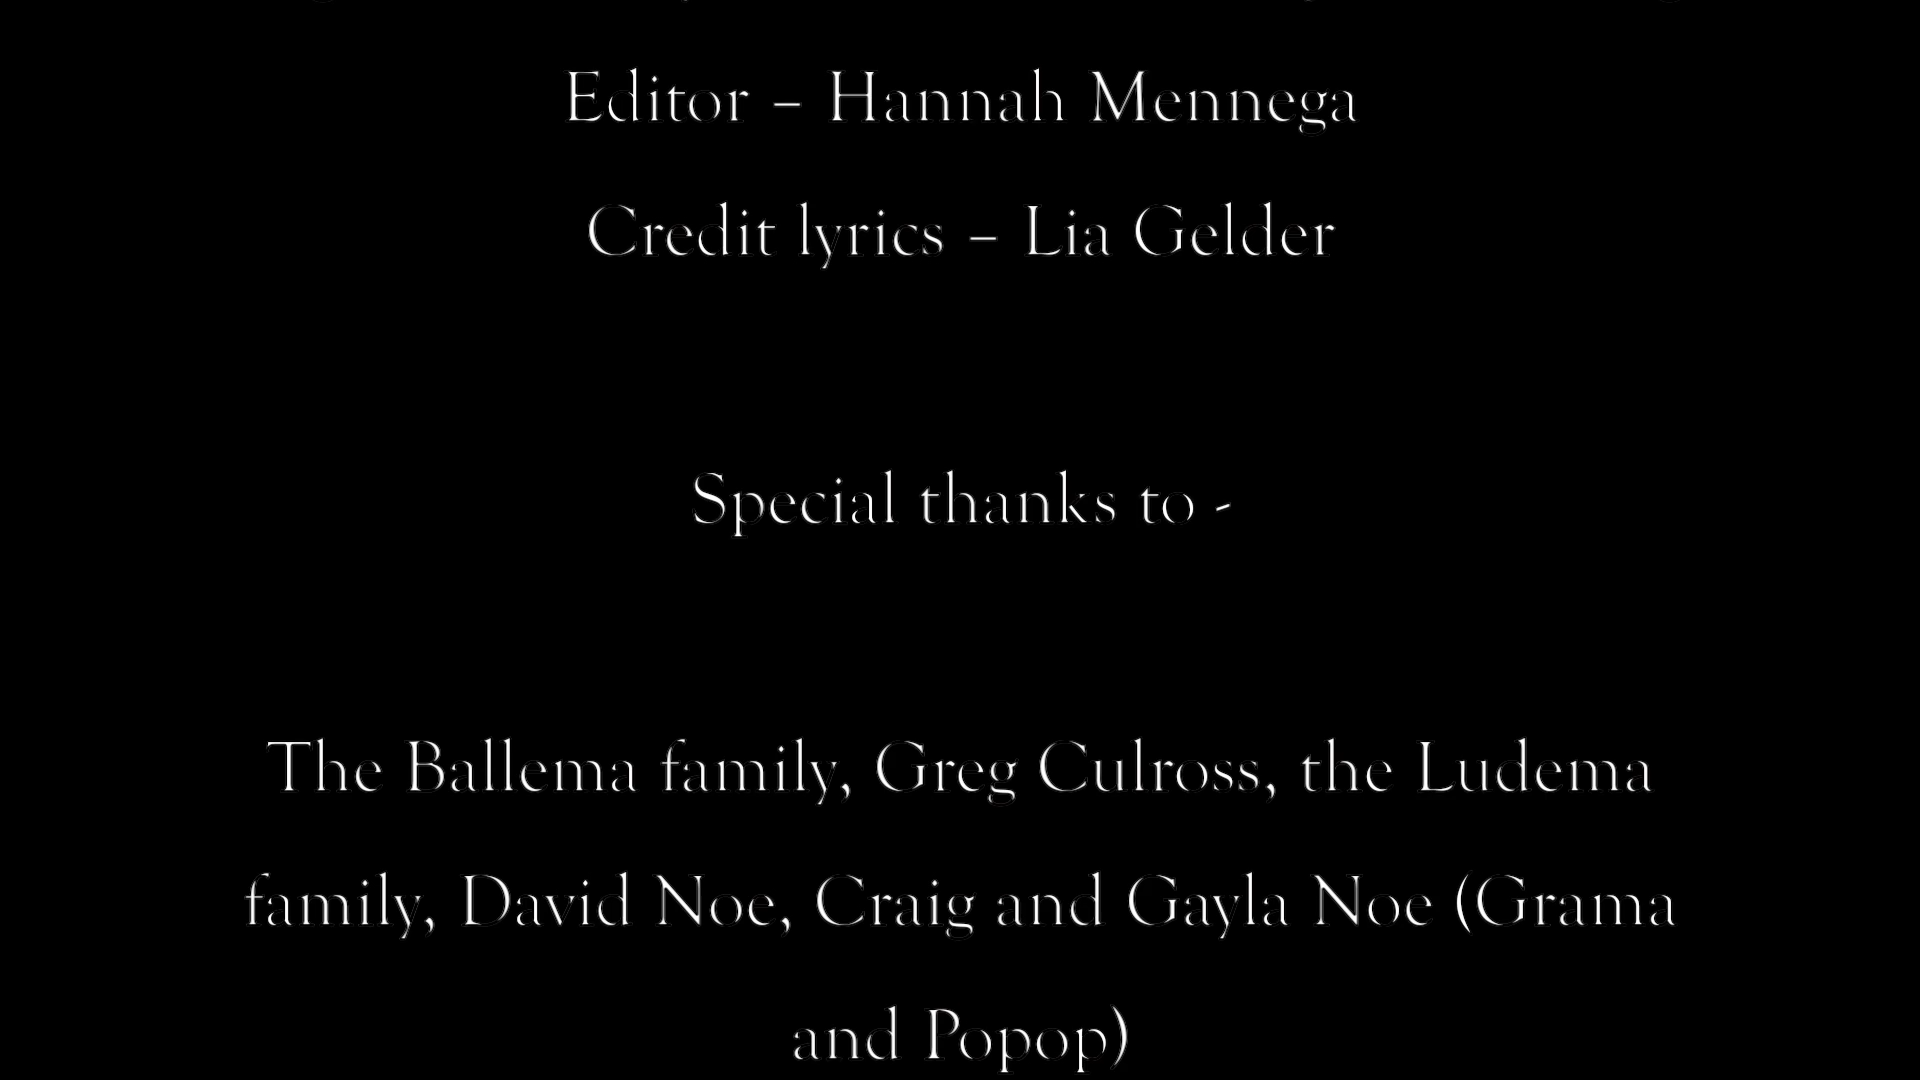 Editor – Hannah Mennega
Credit lyrics – Lia Gelder
Special thanks to -
The Ballema family, Greg Culross, the Ludema
family, David Noe, Craig and Gayla Noe (Grama
and Popop)